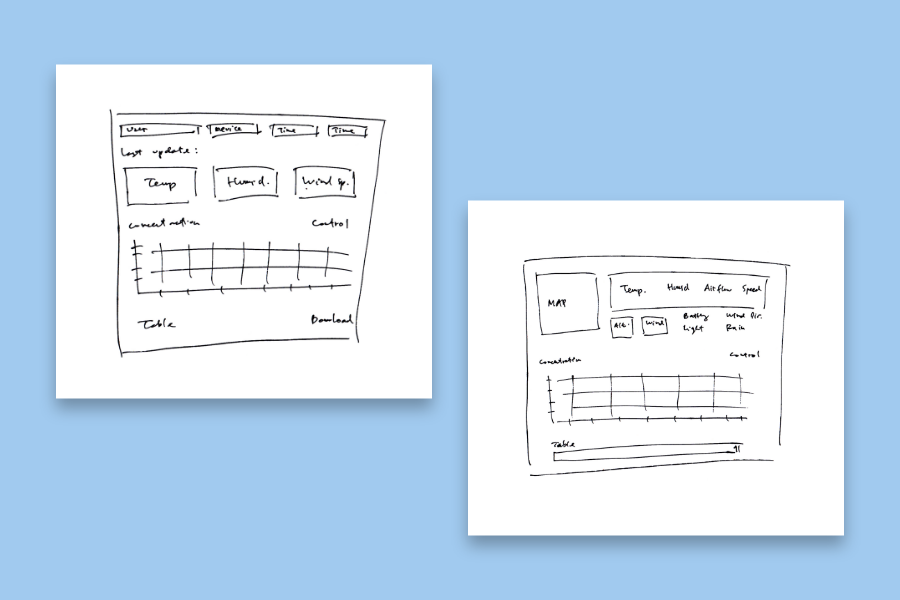 User Device Time Time
Last update:
Temp Humid. Wind Sp.
Concentration Control
Table Download
MAP
Temp. Humid Airflow Speed
Wind
Battery Wind Dir.
Light Rain
Concentration Control
Table